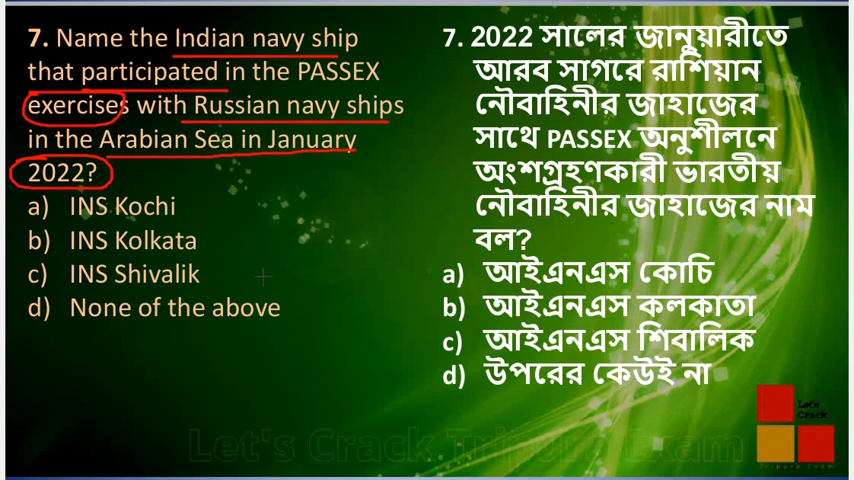 7. Name the Indian navy ship
that participated in the PASSEX
exercises with Russian navy ships
in the Arabian Sea in January
2022?
a) INS Kochi
b) INS Kolkata
c) INS Shivalik
d) None of the above
7. 2022 সালের জানুয়ারীতে
আরব সাগরে রাশিয়ান
নৌবাহিনীর জাহাজের
সাথে PASSEX অনুশীলনে
অংশগ্রহণকারী ভারতীয়
নৌবাহিনীর জাহাজের নাম
বল?
a) আইএনএস কোচি
b) আইএনএস কলকাতা
c) আইএনএস শিবালিক
d) উপরের কেউই না
Let's
Crack
Tripura Exam
Let's Crack Tripura Exam